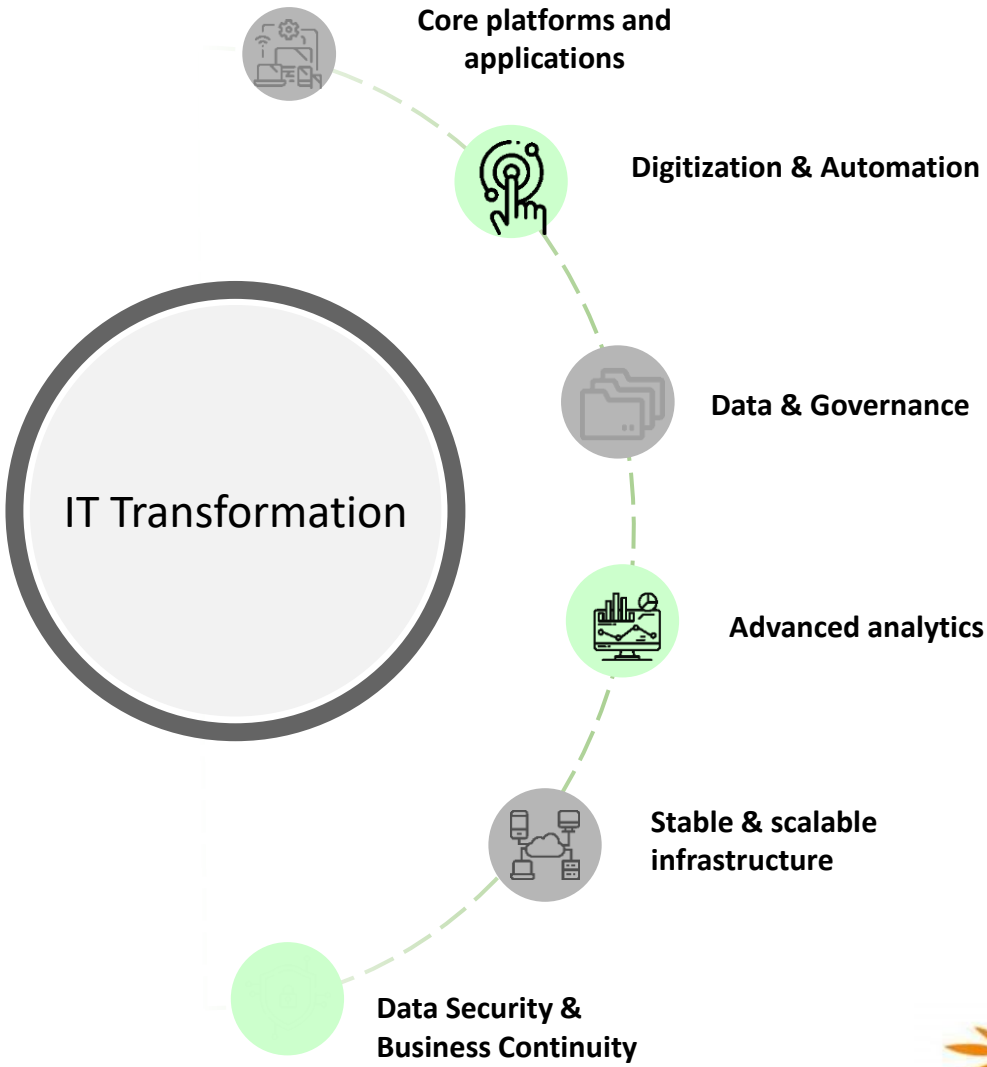 Core platforms and
applications
Digitization & Automation
Data & Governance
IT Transformation
Advanced analytics
Stable & scalable
infrastructure
Data Security &
Business Continuity